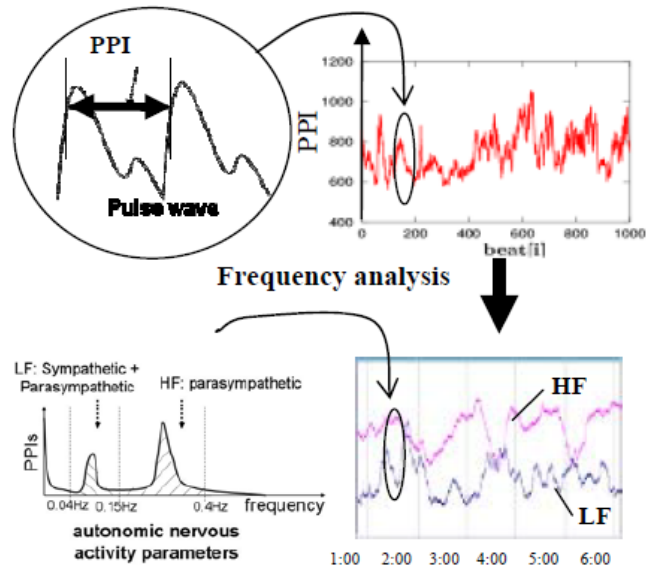 PPI
Pulse wave
1200
1000
800
600
400
PPI
0 200 400 600 800 1000
beat[i]
Frequency analysis
LF: Sympathetic +
Parasympathetic
HF: parasympathetic
PPIs
0.04Hz 0.15Hz 0.4Hz frequency
autonomic nervous
activity parameters
HF
LF
1:00 2:00 3:00 4:00 5:00 6:00